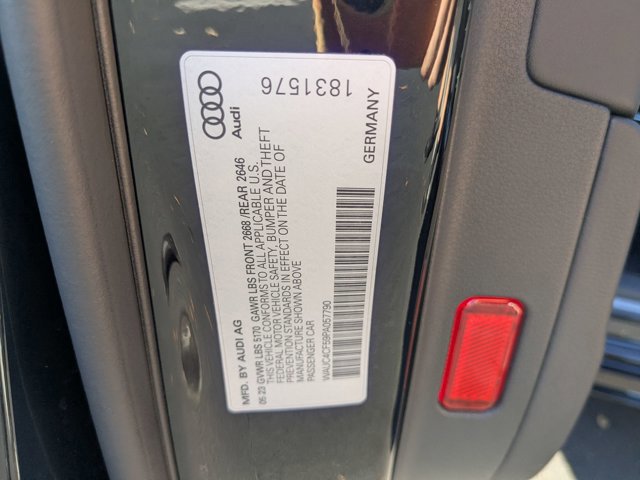 Audi
1831576
GERMANY
MFD. BY AUDI AG
06 23 GVWR LBS 5170 GAWR LBS FRONT 2668 /REAR 2646
THIS VEHICLE CONFORMS TO ALL APPLICABLE U.S.
FEDERAL MOTOR VEHICLE SAFETY, BUMPER AND THEFT
PREVENTION STANDARDS IN EFFECT ON THE DATE OF
MANUFACTURE SHOWN ABOVE
PASSENGER CAR
WAUC4CF59PA057790